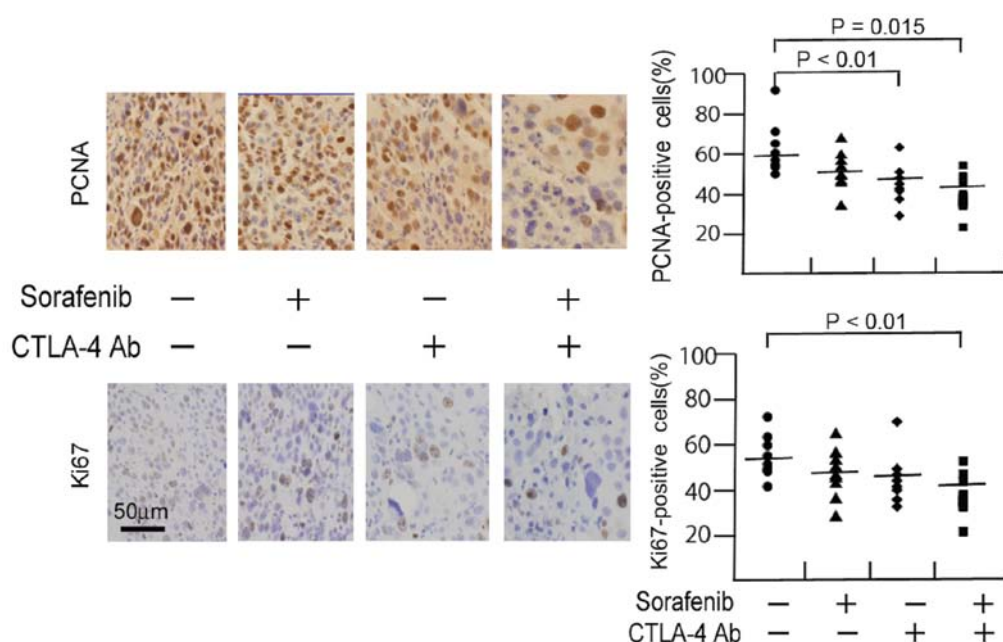 PCNA
Sorafenib − + − +
CTLA-4 Ab − − + +
Ki67
50μm
P = 0.015
P < 0.01
PCNA-positive cells(%)
100
80
60
40
20
P < 0.01
Ki67-positive cells(%)
100
80
60
40
20
Sorafenib − + − +
CTLA-4 Ab − − + +